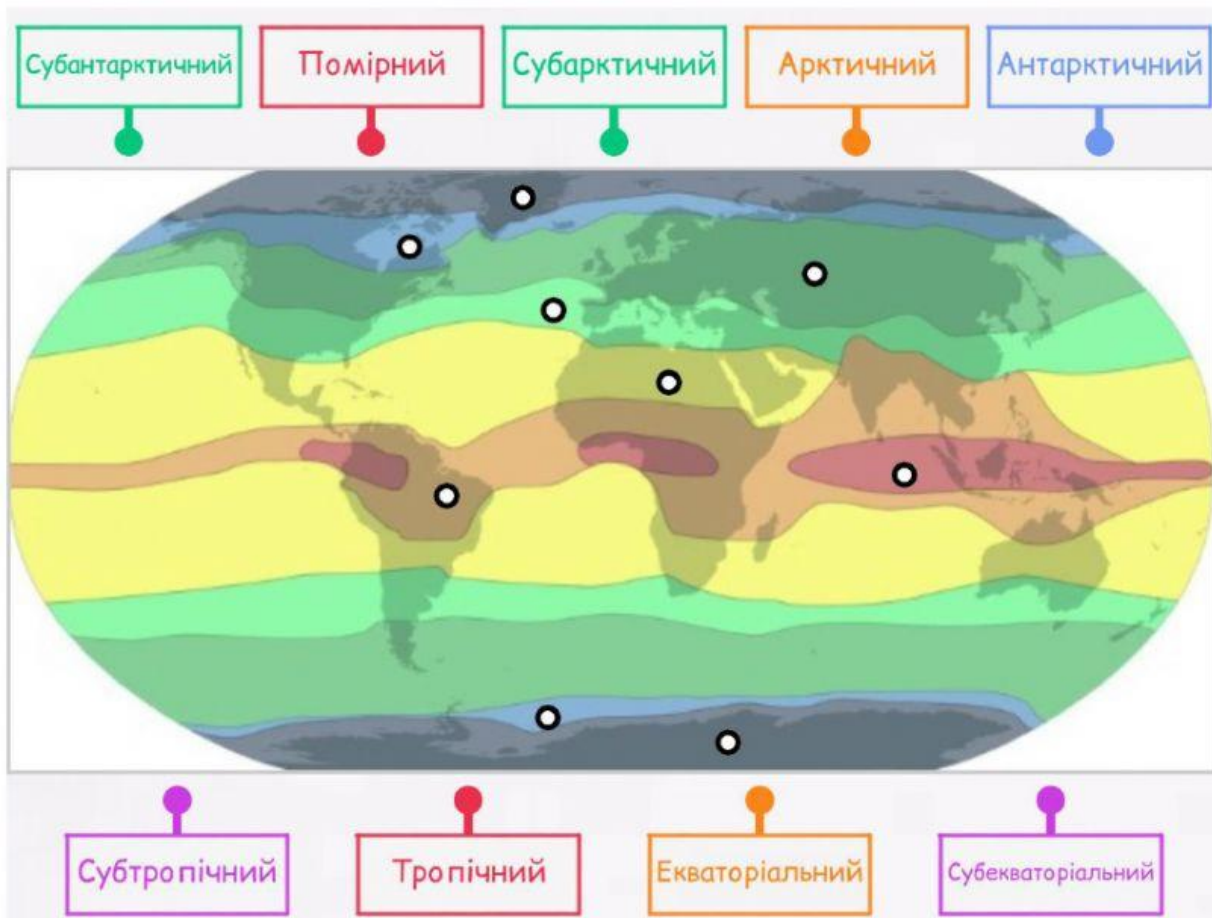 Субантарктичний
Помірний
Субарктичний
Арктичний
Антарктичний
Субтропічний
Тропічний
Екваторіальний
Субекваторіальний